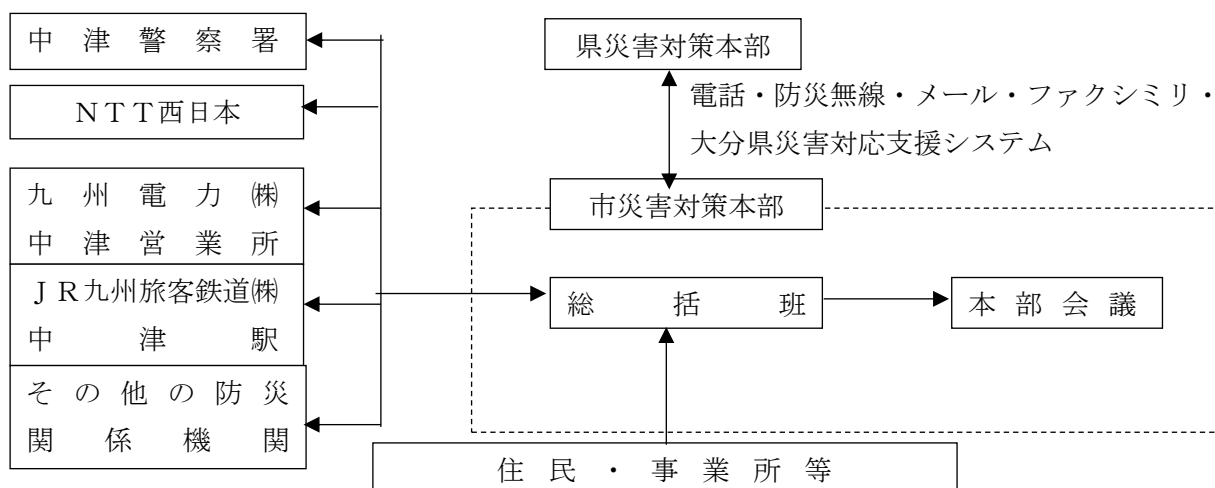 中津警察署
県災害対策本部
NTT西日本
電話・防災無線・メール・ファクシミリ・
大分県災害対応支援システム
九州電力㈱
中津営業所
市災害対策本部
JR九州旅客鉄道㈱
中津駅
総括班
本部会議
その他の防災
関係機関
住民・事業所等